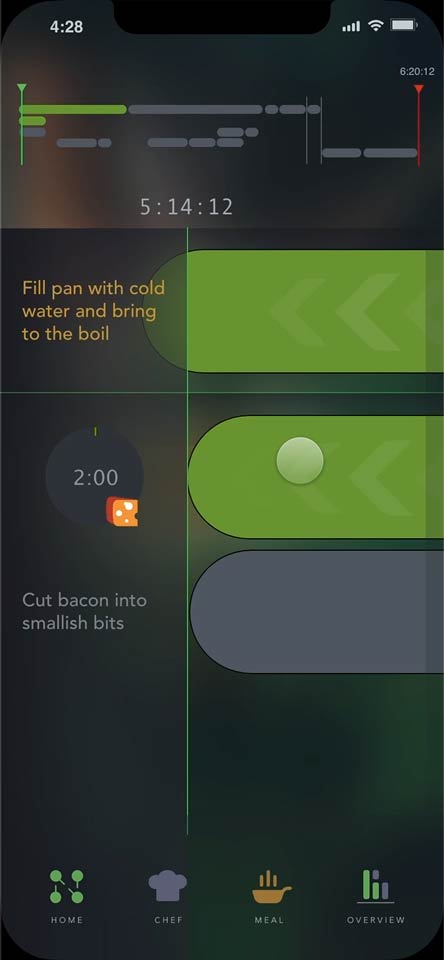 4:28
6:20:12
5:14:12
Fill pan with cold
water and bring
to the boil
2:00
Cut bacon into
smallish bits
HOME CHEF MEAL OVERVIEW